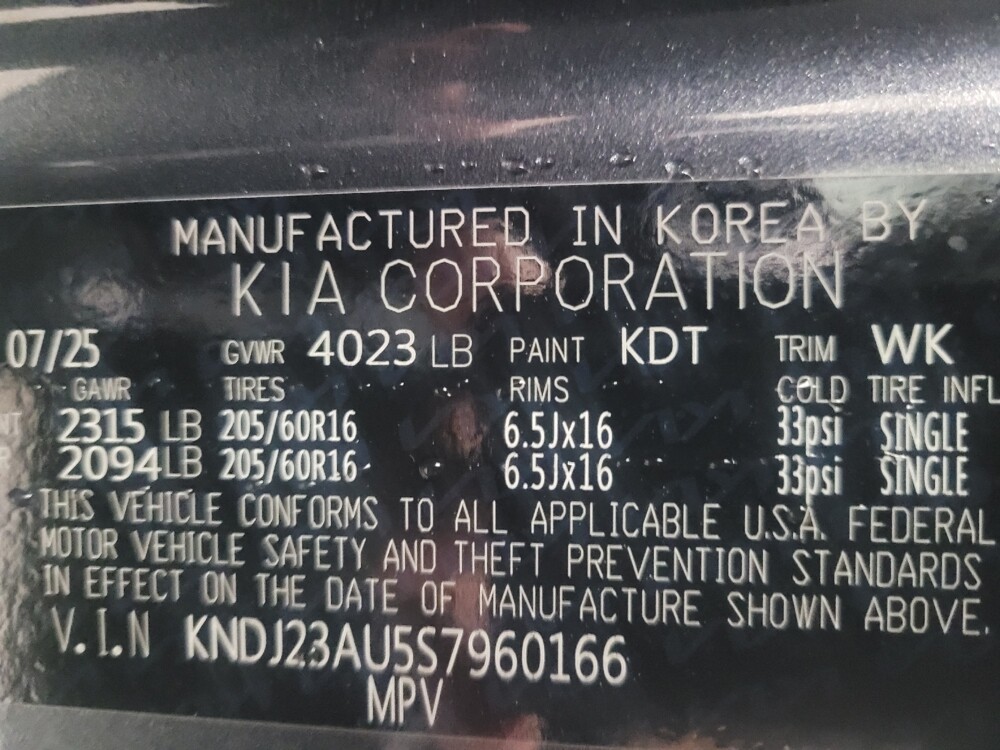 MANUFACTURED IN KOREA BY
KIA CORPORATION
07/25 GVWR 4023 LB PAINT KDT TRIM WK
GAWR TIRES RIMS COLD TIRE INFL
2315 LB 205/60R16 6.5Jx16 33psi SINGLE
2094 LB 205/60R16 6.5Jx16 33psi SINGLE
THIS VEHICLE CONFORMS TO ALL APPLICABLE U.S.A. FEDERAL
MOTOR VEHICLE SAFETY AND THEFT PREVENTION STANDARDS
IN EFFECT ON THE DATE OF MANUFACTURE SHOWN ABOVE.
V.I.N KNDJ23AU5S7960166
MPV